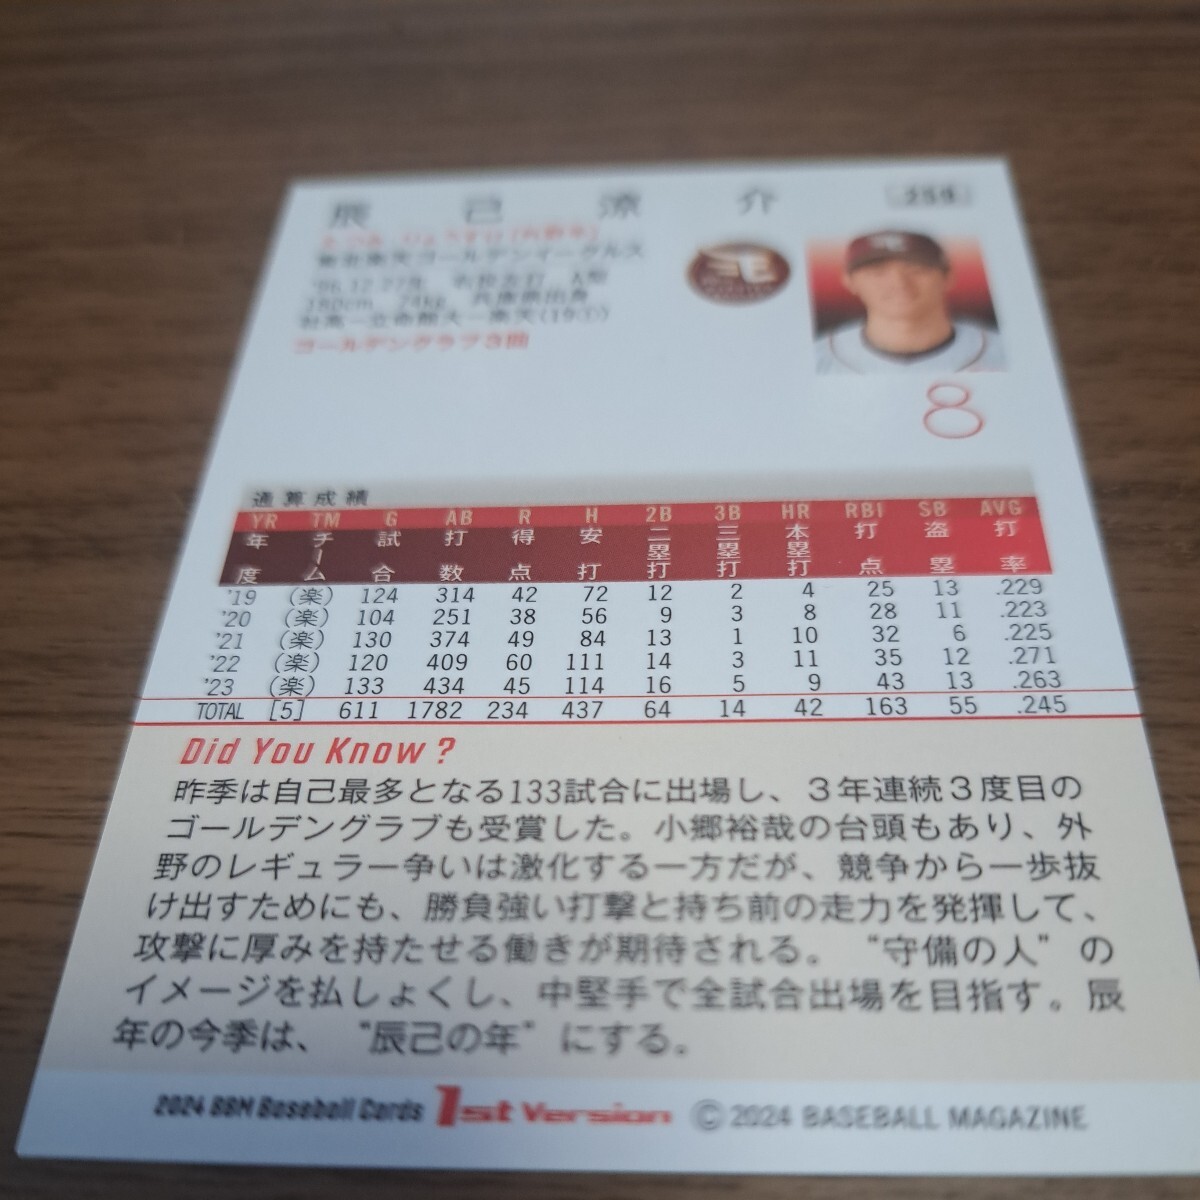 辰己涼介
東北楽天ゴールデンイーグルス
ゴールデングラブ3回
8
通算成績
YR TM G AB R H 2B 3B HR RBI SB AVG
年度 チーム 試合 打数 得点 安打 二塁打 三塁打 本塁打 打点 盗塁 打率
'19 (楽) 124 314 42 72 12 2 4 25 13 .229
'20 (楽) 104 251 38 56 9 3 8 28 11 .223
'21 (楽) 130 374 49 84 13 1 10 32 6 .225
'22 (楽) 120 409 60 111 14 3 11 35 12 .271
'23 (楽) 133 434 45 114 16 5 9 43 13 .263
TOTAL [5] 611 1782 234 437 64 14 42 163 55 .245
Did You Know?
昨季は自己最多となる133試合に出場し、3年連続3度目の
ゴールデングラブも受賞した。小郷裕哉の台頭もあり、外
野のレギュラー争いは激化する一方だが、競争から一歩抜
け出すためにも、勝負強い打撃と持ち前の走力を発揮して、
攻撃に厚みを持たせる働きが期待される。“守備の人”の
イメージを払しょくし、中堅手で全試合出場を目指す。辰
年の今季は、“辰己の年”にする。
2024 BBM Baseball Cards 1st Version © 2024 BASEBALL MAGAZINE